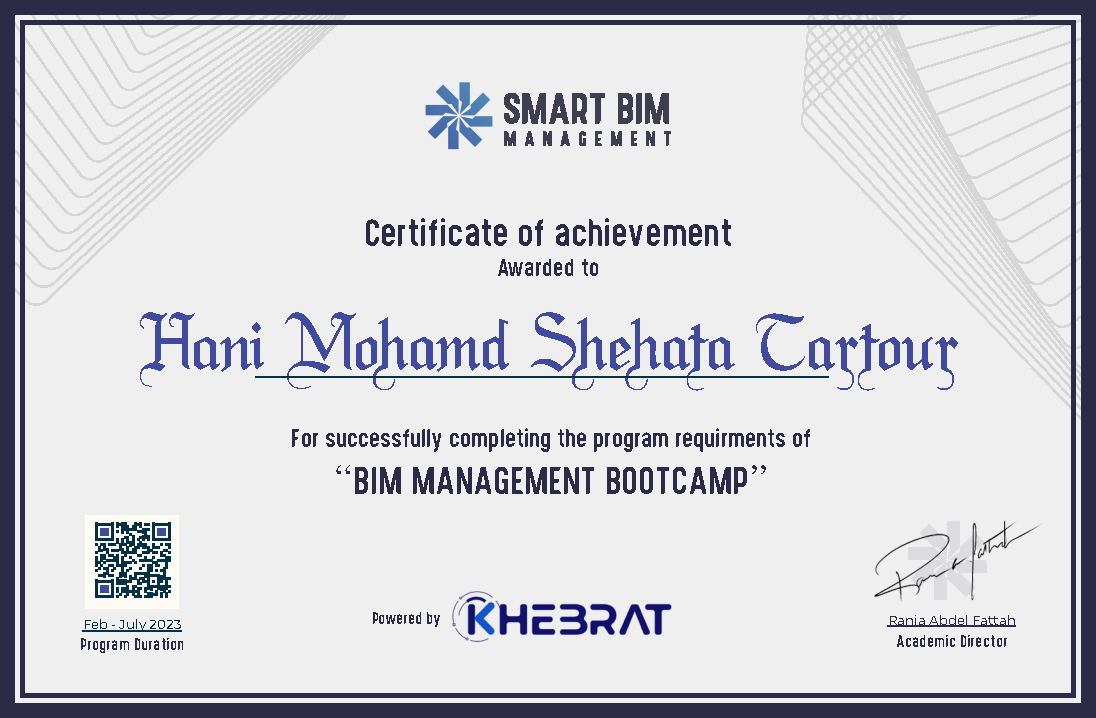 SMART BIM
MANAGEMENT
Certificate of achievement
Awarded to
Hani Mohamd Shehata Tartour
For successfully completing the program requirments of
“BIM MANAGEMENT BOOTCAMP”
Feb - July 2023
Program Duration
Powered by KHEBRAT
Rania Abdel Fattah
Academic Director